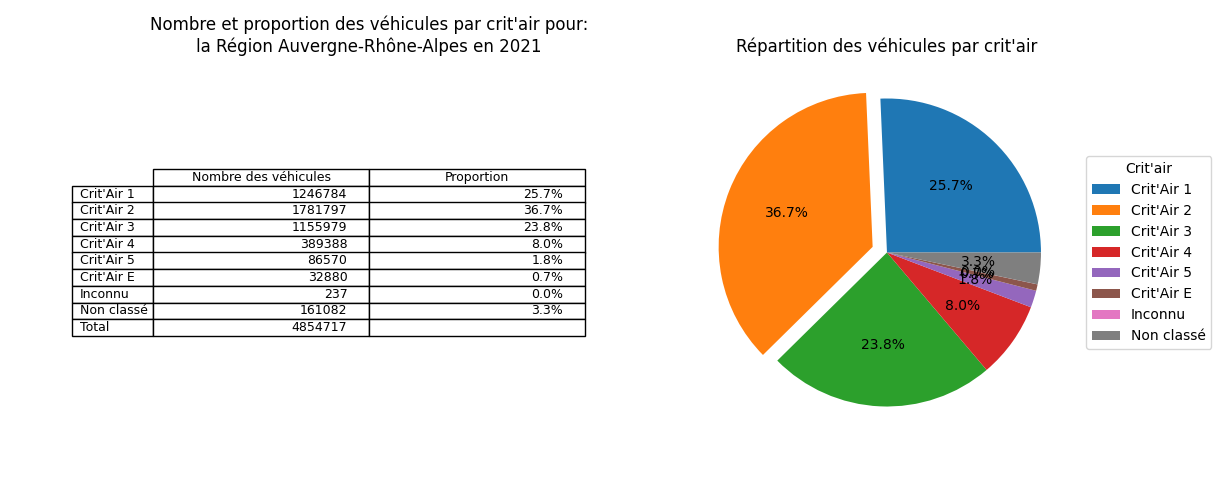 Nombre et proportion des véhicules par crit'air pour:
la Région Auvergne-Rhône-Alpes en 2021
Nombre des véhicules Proportion
Crit'Air 1 1246784 25.7%
Crit'Air 2 1781797 36.7%
Crit'Air 3 1155979 23.8%
Crit'Air 4 389388 8.0%
Crit'Air 5 86570 1.8%
Crit'Air E 32880 0.7%
Inconnu 237 0.0%
Non classé 161082 3.3%
Total 4854717
Répartition des véhicules par crit'air
25.7%
36.7%
3.3%
1.8%
8.0%
23.8%
Crit'air
Crit'Air 1
Crit'Air 2
Crit'Air 3
Crit'Air 4
Crit'Air 5
Crit'Air E
Inconnu
Non classé